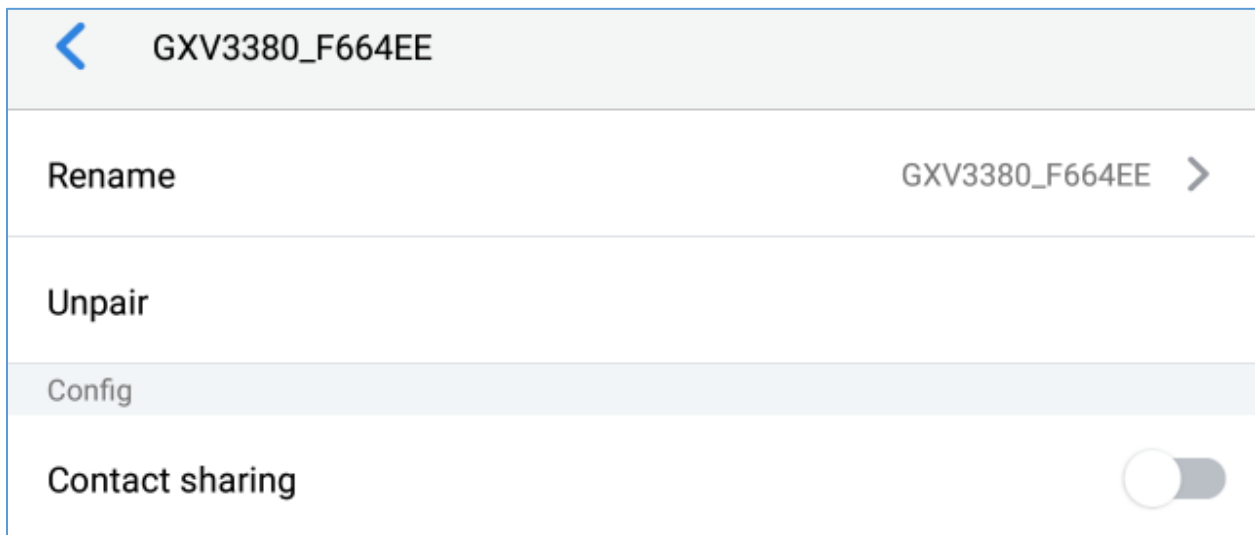 GXV3380_F664EE
Rename GXV3380_F664EE
Unpair
Config
Contact sharing